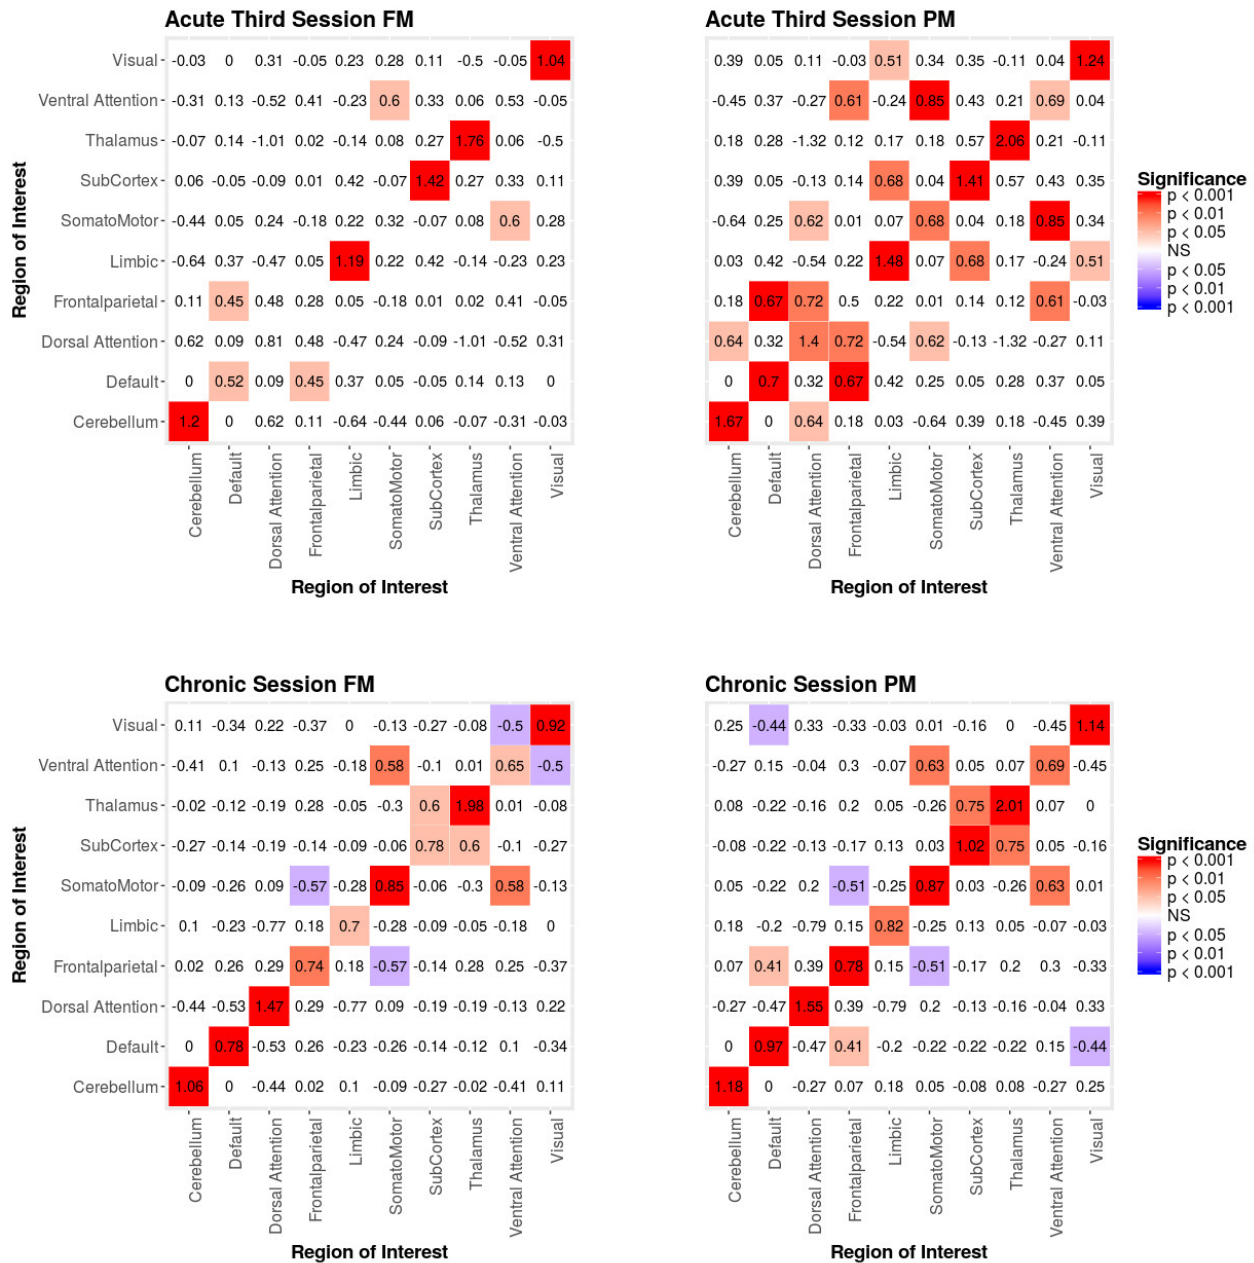 Acute Third Session FM
Visual -0.03 0 0.31 -0.05 0.23 0.28 0.11 -0.5 -0.05 1.04
Ventral Attention -0.31 0.13 -0.52 0.41 -0.23 0.6 0.33 0.06 0.53 -0.05
Thalamus -0.07 0.14 -1.01 0.02 -0.14 0.08 0.27 1.76 0.06 -0.5
SubCortex 0.06 -0.05 -0.09 0.01 0.42 -0.07 1.42 0.27 0.33 0.11
SomatoMotor -0.44 0.05 0.24 -0.18 0.22 0.32 -0.07 0.08 0.6 0.28
Limbic -0.64 0.37 -0.47 0.05 1.19 0.22 0.42 -0.14 -0.23 0.23
Frontalparietal 0.11 0.45 0.48 0.28 0.05 -0.18 0.01 0.02 0.41 -0.05
Dorsal Attention 0.62 0.09 0.81 0.48 -0.47 0.24 -0.09 -1.01 -0.52 0.31
Default 0 0.52 0.09 0.45 0.37 0.05 -0.05 0.14 0.13 0
Cerebellum 1.2 0 0.62 0.11 -0.64 -0.44 0.06 -0.07 -0.31 -0.03
Cerebellum Default Dorsal Attention Frontalparietal Limbic SomatoMotor SubCortex Thalamus Ventral Attention Visual
Region of Interest
Region of Interest
Acute Third Session PM
0.39 0.05 0.11 -0.03 0.51 0.34 0.35 -0.11 0.04 1.24
-0.45 0.37 -0.27 0.61 -0.24 0.85 0.43 0.21 0.69 0.04
0.18 0.28 -1.32 0.12 0.17 0.18 0.57 2.06 0.21 -0.11
0.39 0.05 -0.13 0.14 0.68 0.04 1.41 0.57 0.43 0.35
-0.64 0.25 0.62 0.01 0.07 0.68 0.04 0.18 0.85 0.34
0.03 0.42 -0.54 0.22 1.48 0.07 0.68 0.17 -0.24 0.51
0.18 0.67 0.72 0.5 0.22 0.01 0.14 0.12 0.61 -0.03
0.64 0.32 1.4 0.72 -0.54 0.62 -0.13 -1.32 -0.27 0.11
0 0.7 0.32 0.67 0.42 0.25 0.05 0.28 0.37 0.05
1.67 0 0.64 0.18 0.03 -0.64 0.39 0.18 -0.45 0.39
Cerebellum Default Dorsal Attention Frontalparietal Limbic SomatoMotor SubCortex Thalamus Ventral Attention Visual
Region of Interest
Significance
p < 0.001
p < 0.01
p < 0.05
NS
p < 0.05
p < 0.01
p < 0.001
Chronic Session FM
Visual 0.11 -0.34 0.22 -0.37 0 -0.13 -0.27 -0.08 -0.5 0.92
Ventral Attention -0.41 0.1 -0.13 0.25 -0.18 0.58 -0.1 0.01 0.65 -0.5
Thalamus -0.02 -0.12 -0.19 0.28 -0.05 -0.3 0.6 1.98 0.01 -0.08
SubCortex -0.27 -0.14 -0.19 -0.14 -0.09 -0.06 0.78 0.6 -0.1 -0.27
SomatoMotor -0.09 -0.26 0.09 -0.57 -0.28 0.85 -0.06 -0.3 0.58 -0.13
Limbic 0.1 -0.23 -0.77 0.18 0.7 -0.28 -0.09 -0.05 -0.18 0
Frontalparietal 0.02 0.26 0.29 0.74 0.18 -0.57 -0.14 0.28 0.25 -0.37
Dorsal Attention -0.44 -0.53 1.47 0.29 -0.77 0.09 -0.19 -0.19 -0.13 0.22
Default 0 0.78 -0.53 0.26 -0.23 -0.26 -0.14 -0.12 0.1 -0.34
Cerebellum 1.06 0 -0.44 0.02 0.1 -0.09 -0.27 -0.02 -0.41 0.11
Cerebellum Default Dorsal Attention Frontalparietal Limbic SomatoMotor SubCortex Thalamus Ventral Attention Visual
Region of Interest
Region of Interest
Chronic Session PM
0.25 -0.44 0.33 -0.33 -0.03 0.01 -0.16 0 -0.45 1.14
-0.27 0.15 -0.04 0.3 -0.07 0.63 0.05 0.07 0.69 -0.45
0.08 -0.22 -0.16 0.2 0.05 -0.26 0.75 2.01 0.07 0
-0.08 -0.22 -0.13 -0.17 0.13 0.03 1.02 0.75 0.05 -0.16
0.05 -0.22 0.2 -0.51 -0.25 0.87 0.03 -0.26 0.63 0.01
0.18 -0.2 -0.79 0.15 0.82 -0.25 0.13 0.05 -0.07 -0.03
0.07 0.41 0.39 0.78 0.15 -0.51 -0.17 0.2 0.3 -0.33
-0.27 -0.47 1.55 0.39 -0.79 0.2 -0.13 -0.16 -0.04 0.33
0 0.97 -0.47 0.41 -0.2 -0.22 -0.22 -0.22 0.15 -0.44
1.18 0 -0.27 0.07 0.18 0.05 -0.08 0.08 -0.27 0.25
Cerebellum Default Dorsal Attention Frontalparietal Limbic SomatoMotor SubCortex Thalamus Ventral Attention Visual
Region of Interest
Significance
p < 0.001
p < 0.01
p < 0.05
NS
p < 0.05
p < 0.01
p < 0.001